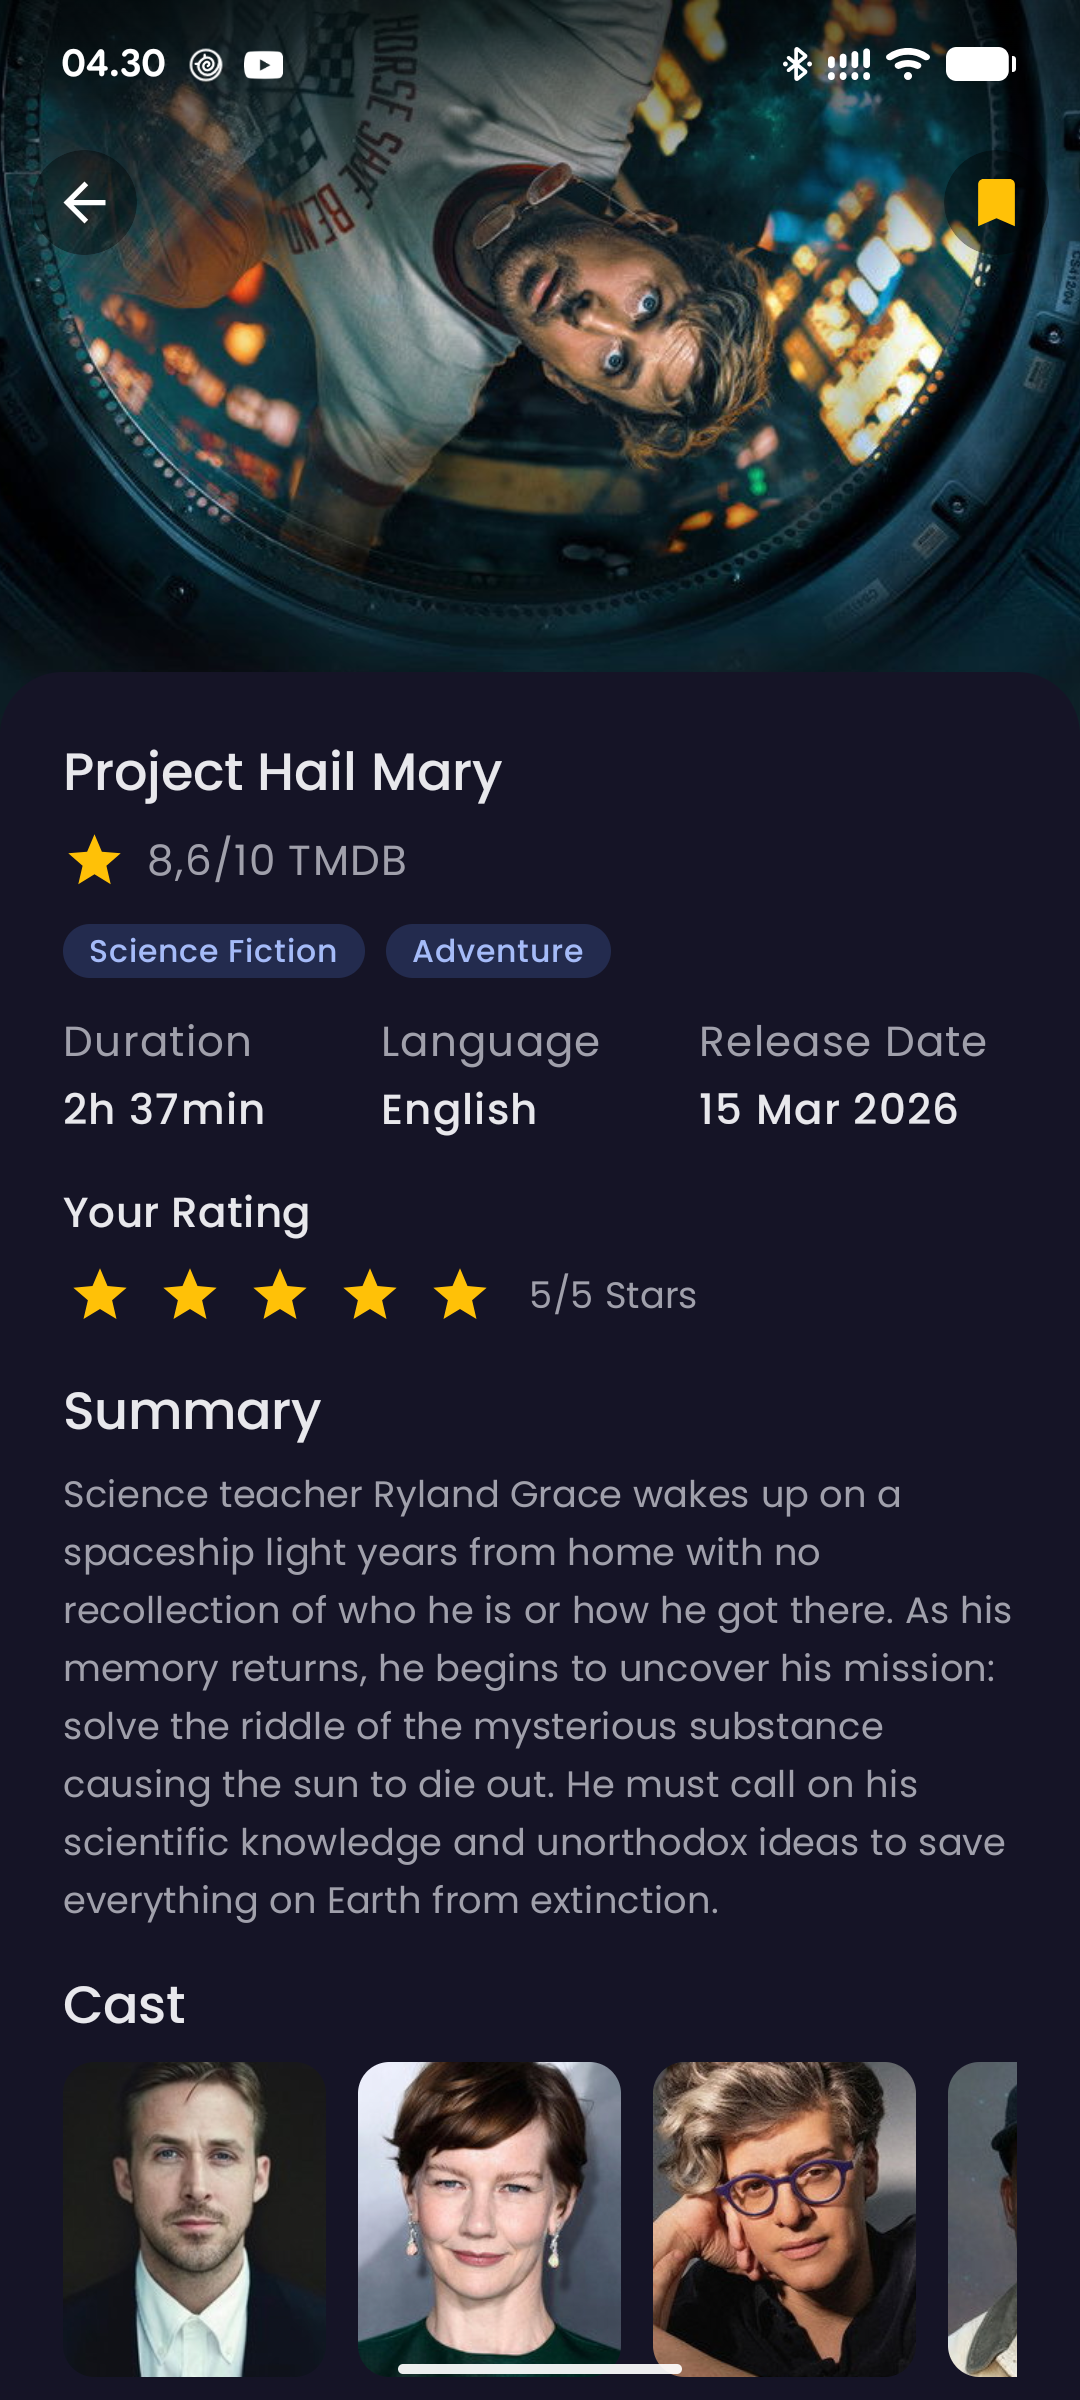 04.30
HORSE SHOE BEND
Project Hail Mary
8,6/10 TMDB
Science Fiction Adventure
Duration Language Release Date
2h 37min English 15 Mar 2026
Your Rating
5/5 Stars
Summary
Science teacher Ryland Grace wakes up on a
spaceship light years from home with no
recollection of who he is or how he got there. As his
memory returns, he begins to uncover his mission:
solve the riddle of the mysterious substance
causing the sun to die out. He must call on his
scientific knowledge and unorthodox ideas to save
everything on Earth from extinction.
Cast